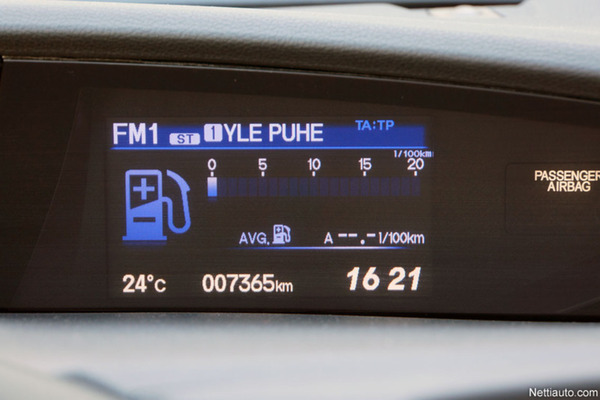 FM1 ST 1 YLE PUHE TA:TP
l/100km
0 5 10 15 20
PASSENGER
AIRBAG
AVG. A --.- l/100km
24°C 007365km 16 21
Nettiauto.com